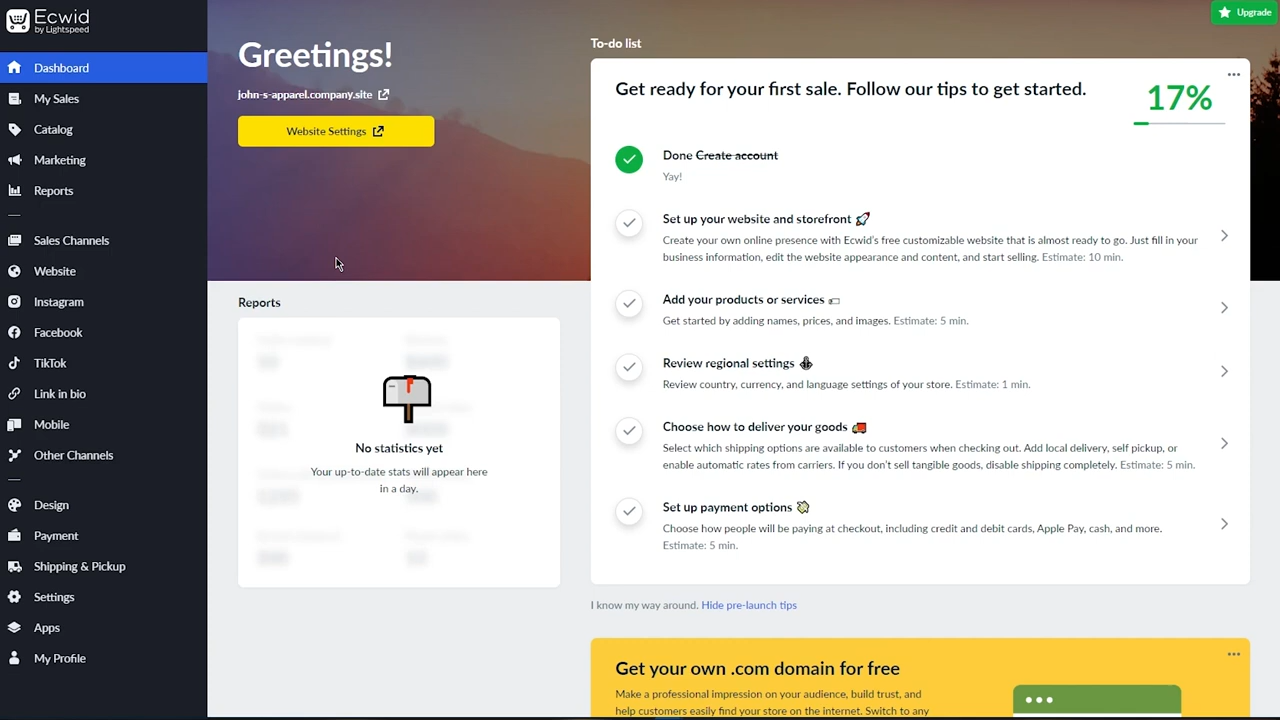 Ecwid
by Lightspeed
Dashboard
My Sales
Catalog
Marketing
Reports
Sales Channels
Website
Instagram
Facebook
TikTok
Link in bio
Mobile
Other Channels
Design
Payment
Shipping & Pickup
Settings
Apps
My Profile
Upgrade
Greetings!
john-s-apparel.company.site
Website Settings
Reports
No statistics yet
Your up-to-date stats will appear here
in a day.
To-do list
Get ready for your first sale. Follow our tips to get started.
17%
Done Create account
Yay!
Set up your website and storefront
Create your own online presence with Ecwid's free customizable website that is almost ready to go. Just fill in your
business information, edit the website appearance and content, and start selling. Estimate: 10 min.
Add your products or services
Get started by adding names, prices, and images. Estimate: 5 min.
Review regional settings
Review country, currency, and language settings of your store. Estimate: 1 min.
Choose how to deliver your goods
Select which shipping options are available to customers when checking out. Add local delivery, self pickup, or
enable automatic rates from carriers. If you don't sell tangible goods, disable shipping completely. Estimate: 5 min.
Set up payment options
Choose how people will be paying at checkout, including credit and debit cards, Apple Pay, cash, and more.
Estimate: 5 min.
I know my way around. Hide pre-launch tips
Get your own .com domain for free
Make a professional impression on your audience, build trust, and
help customers easily find your store on the internet. Switch to any